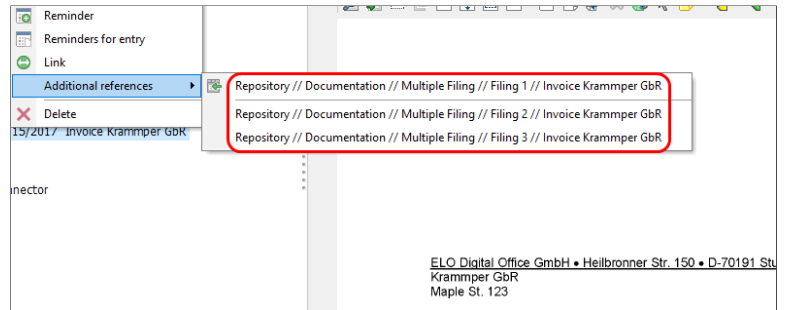 Reminder
Reminders for entry
Link
Additional references
Repository // Documentation // Multiple Filing // Filing 1 // Invoice Krammper GbR
Delete
Repository // Documentation // Multiple Filing // Filing 2 // Invoice Krammper GbR
15/2017 Invoice Krammper GbR
Repository // Documentation // Multiple Filing // Filing 3 // Invoice Krammper GbR
nnector
ELO Digital Office GmbH • Heilbronner Str. 150 • D-70191 Stu
Krammper GbR
Maple St. 123